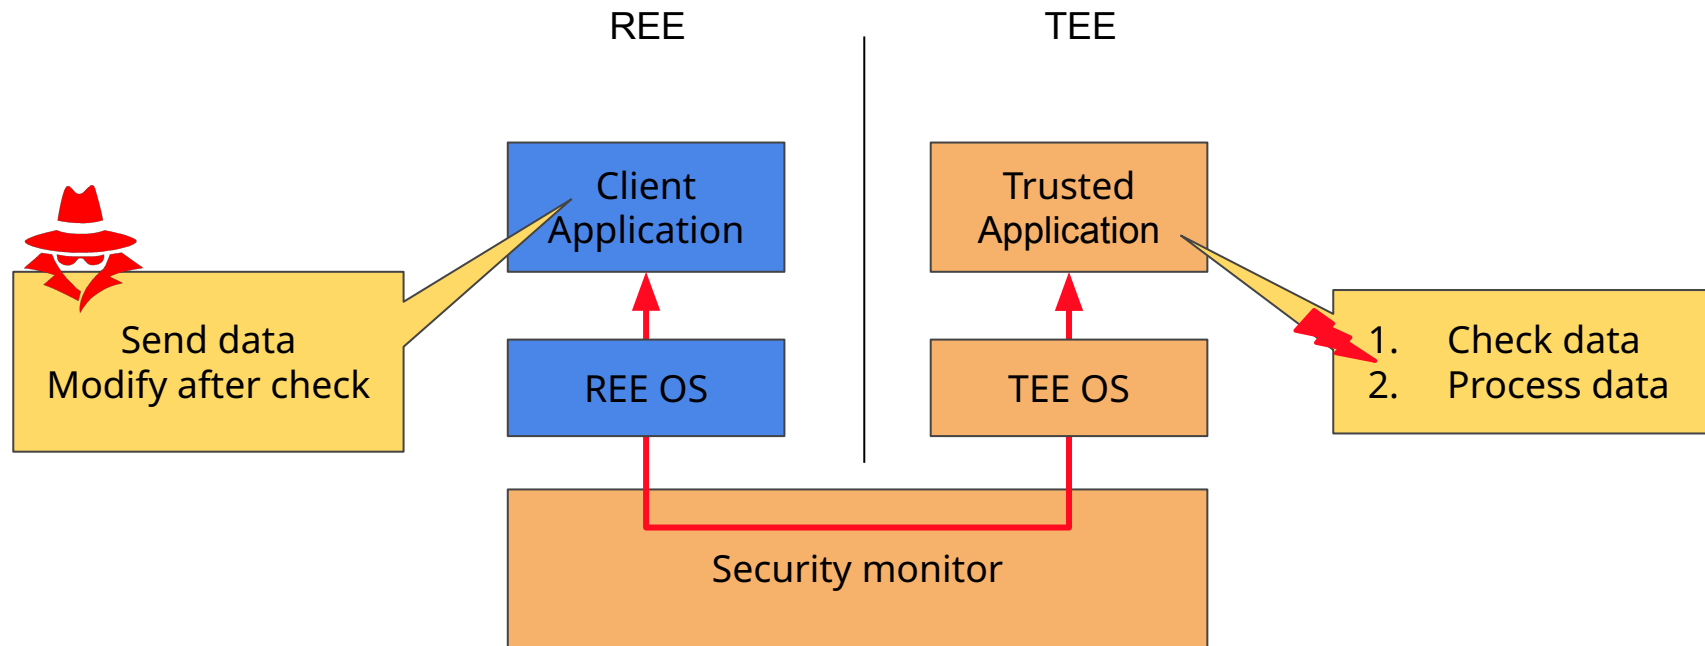 REE
TEE
Client
Application
Trusted
Application
Send data
Modify after check
REE OS
TEE OS
1. Check data
2. Process data
Security monitor